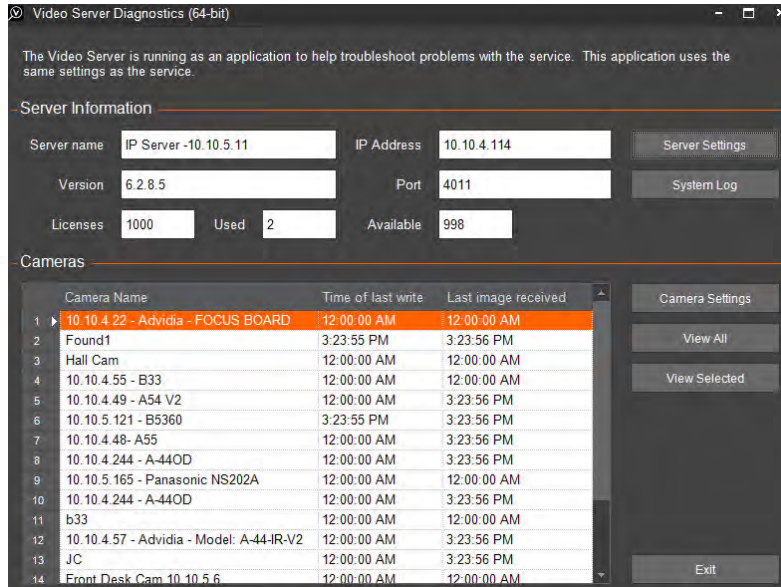 Video Server Diagnostics (64-bit)
The Video Server is running as an application to help troubleshoot problems with the service. This application uses the
same settings as the service.
Server Information
Server name IP Server -10.10.5.11 IP Address 10.10.4.114 Server Settings
Version 6.2.8.5 Port 4011 System Log
Licenses 1000 Used 2 Available 998
Cameras
Camera Name Time of last write Last image received Camera Settings
1 10.10.4.22 - Advidia - FOCUS BOARD 12:00:00 AM 12:00:00 AM
2 Found1 3:23:55 PM 3:23:56 PM View All
3 Hall Cam 12:00:00 AM 12:00:00 AM
4 10.10.4.55 - B33 12:00:00 AM 12:00:00 AM View Selected
5 10.10.4.49 - A54 V2 12:00:00 AM 3:23:56 PM
6 10.10.5.121 - B5360 3:23:55 PM 3:23:56 PM
7 10.10.4.48- A55 12:00:00 AM 3:23:56 PM
8 10.10.4.244 - A-44OD 12:00:00 AM 3:23:56 PM
9 10.10.5.165 - Panasonic NS202A 12:00:00 AM 12:00:00 AM
10 10.10.4.244 - A-44OD 12:00:00 AM 3:23:56 PM
11 b33 12:00:00 AM 12:00:00 AM
12 10.10.4.57 - Advidia - Model: A-44-IR-V2 12:00:00 AM 3:23:56 PM
13 JC 12:00:00 AM 3:23:56 PM Exit
14 Front Desk Cam 10.10.5.6 12:00:00 AM 12:00:00 AM